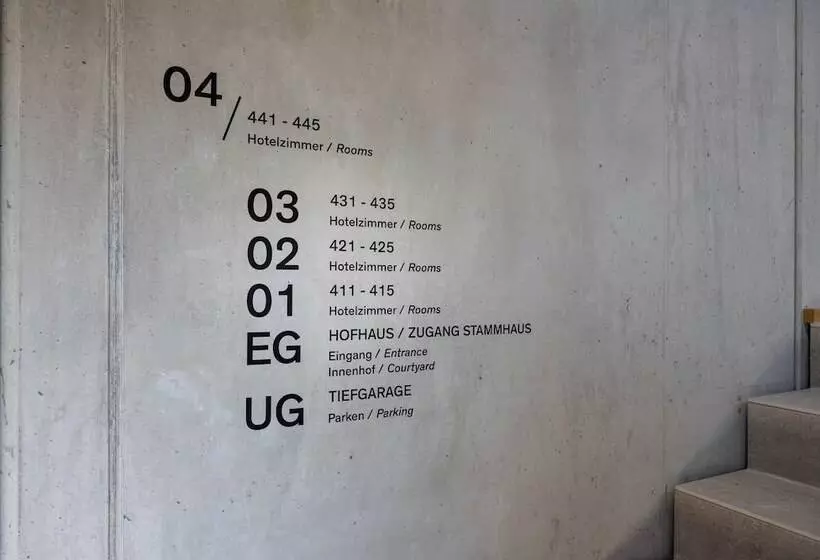 04 / 441 - 445
Hotelzimmer / Rooms
03 431 - 435
Hotelzimmer / Rooms
02 421 - 425
Hotelzimmer / Rooms
01 411 - 415
Hotelzimmer / Rooms
EG HOFHAUS / ZUGANG STAMMHAUS
Eingang / Entrance
Innenhof / Courtyard
UG TIEFGARAGE
Parken / Parking